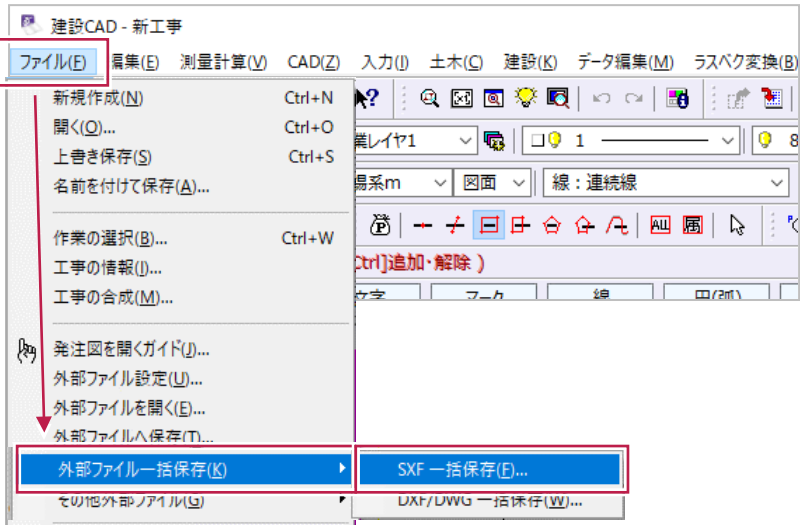 建設CAD - 新工事
ファイル(F) 編集(E) 測量計算(V) CAD(Z) 入力(I) 土木(C) 建設(K) データ編集(M) ラスベク変換(B)
新規作成(N) Ctrl+N
開く(O)... Ctrl+O
上書き保存(S) Ctrl+S
業レイヤ1 1 8
名前を付けて保存(A)...
場系m 図面 線：連続線
作業の選択(B)... Ctrl+W
ALL 属
工事の情報(J)...
Ctrl]追加・解除 )
工事の合成(M)...
文字 マーク 線 円(弧)
発注図を開くガイド(J)...
外部ファイル設定(U)...
外部ファイルを開く(E)...
外部ファイルへ保存(T)...
外部ファイル一括保存(K) SXF 一括保存(F)...
その他外部ファイル(G) DXF/DWG 一括保存(W)...